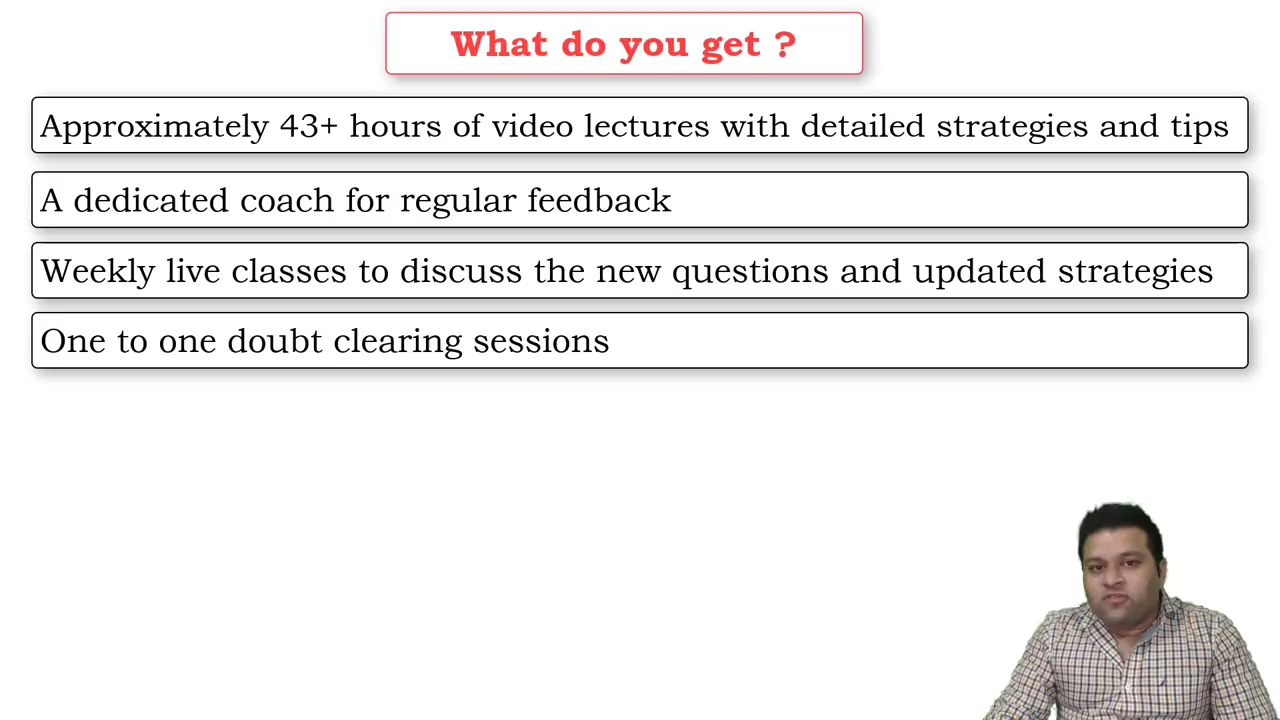 What do you get ?
Approximately 43+ hours of video lectures with detailed strategies and tips
A dedicated coach for regular feedback
Weekly live classes to discuss the new questions and updated strategies
One to one doubt clearing sessions